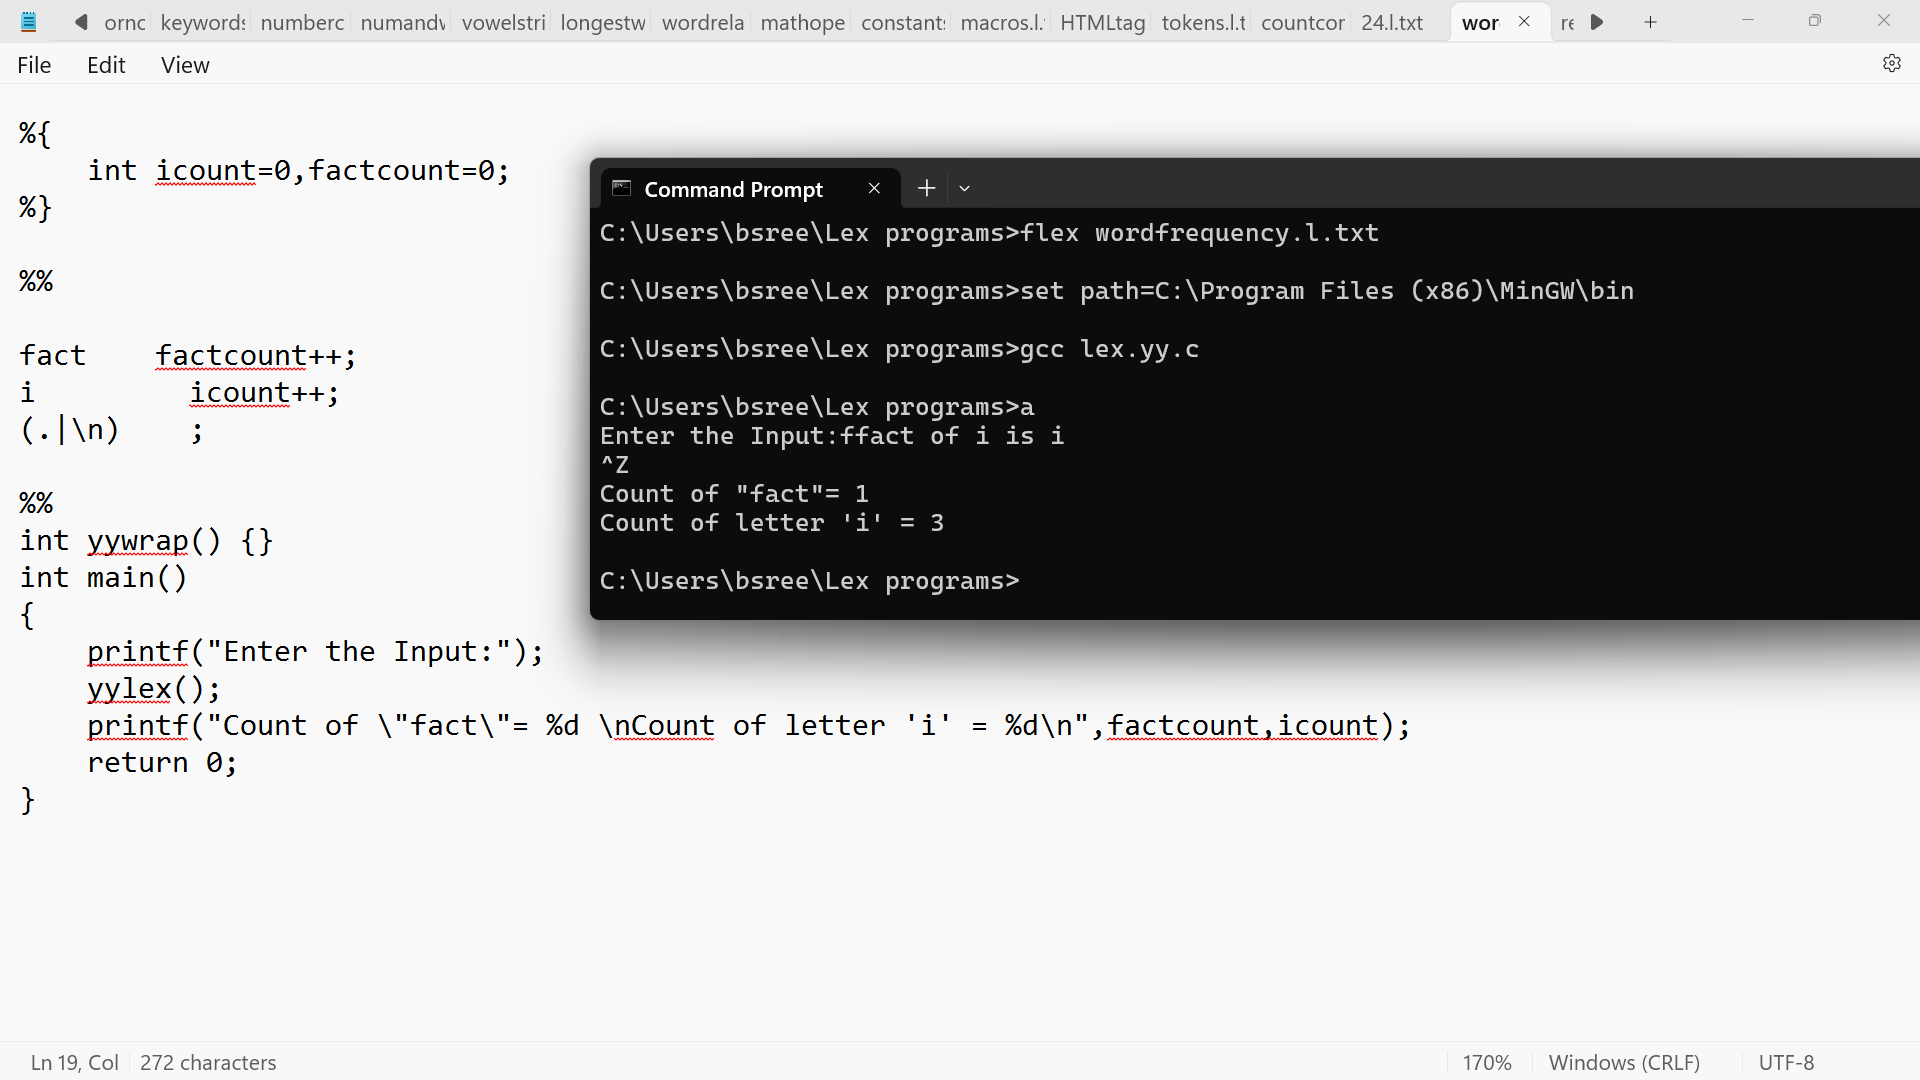 ornc keywords numberc numandv vowelstri longestw wordrela mathope constants macros.l. HTMLtag tokens.l.t countcor 24.l.txt wor re
File Edit View
%{
int icount=0,factcount=0;
%}
%%
fact factcount++;
i icount++;
(.|\n) ;
%%
int yywrap() {}
int main()
{
printf("Enter the Input:");
yylex();
printf("Count of \"fact\"= %d \nCount of letter 'i' = %d\n",factcount,icount);
return 0;
}
Command Prompt
C:\Users\bsree\Lex programs>flex wordfrequency.l.txt
C:\Users\bsree\Lex programs>set path=C:\Program Files (x86)\MinGW\bin
C:\Users\bsree\Lex programs>gcc lex.yy.c
C:\Users\bsree\Lex programs>a
Enter the Input:ffact of i is i
^Z
Count of "fact"= 1
Count of letter 'i' = 3
C:\Users\bsree\Lex programs>
Ln 19, Col 272 characters 170% Windows (CRLF) UTF-8